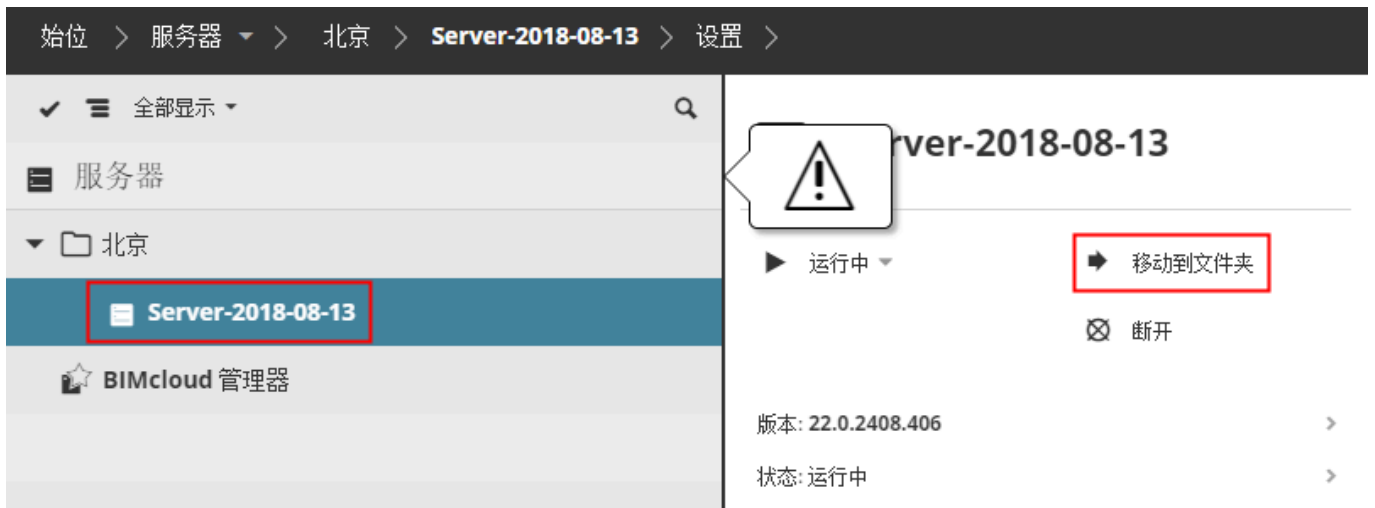 始位 > 服务器 > 北京 > Server-2018-08-13 > 设置 >
全部显示
服务器
北京
Server-2018-08-13
BIMcloud 管理器
rver-2018-08-13
运行中
移动到文件夹
断开
版本: 22.0.2408.406
状态: 运行中